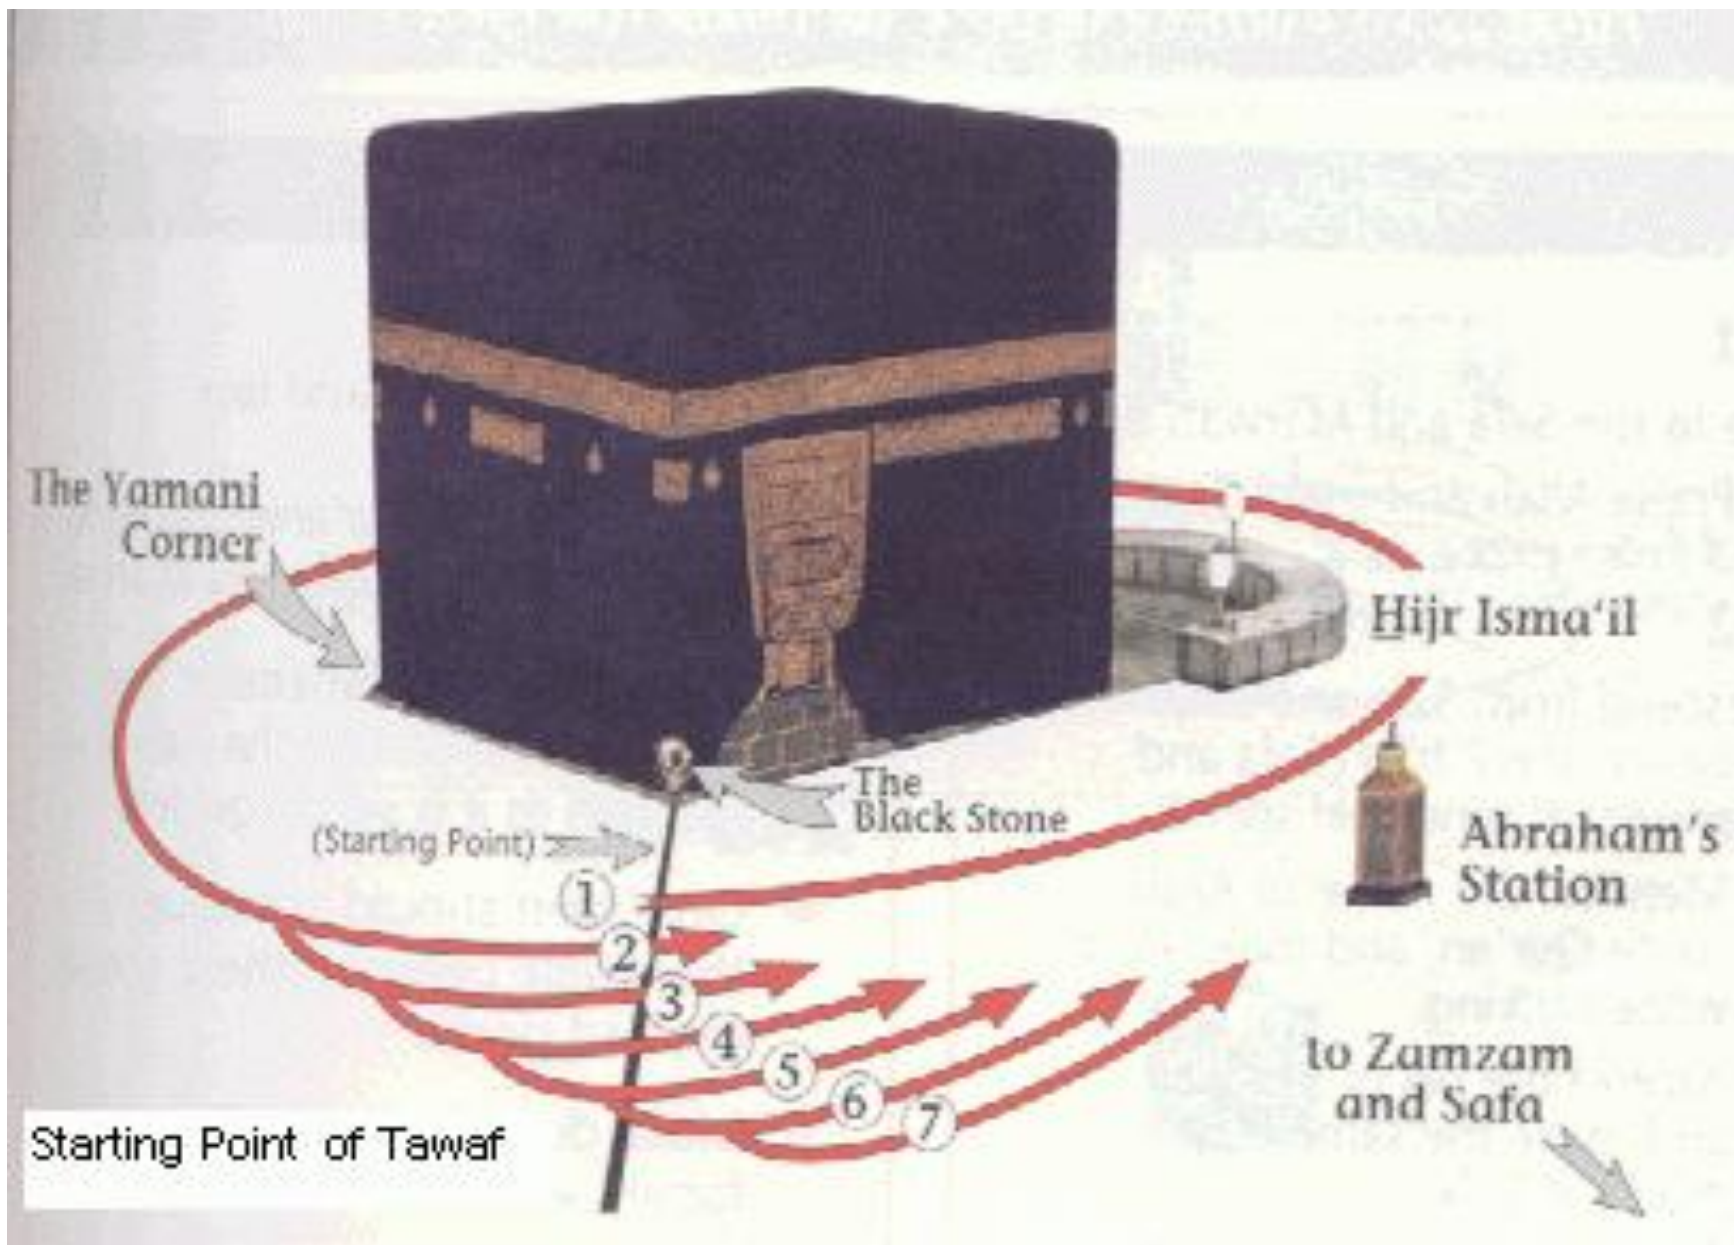 The Yamani
Corner
Hijr Isma'il
The
Black Stone
(Starting Point)
Abraham's
Station
1
2
3
4
5
6
7
to Zamzam
and Safa
Starting Point of Tawaf